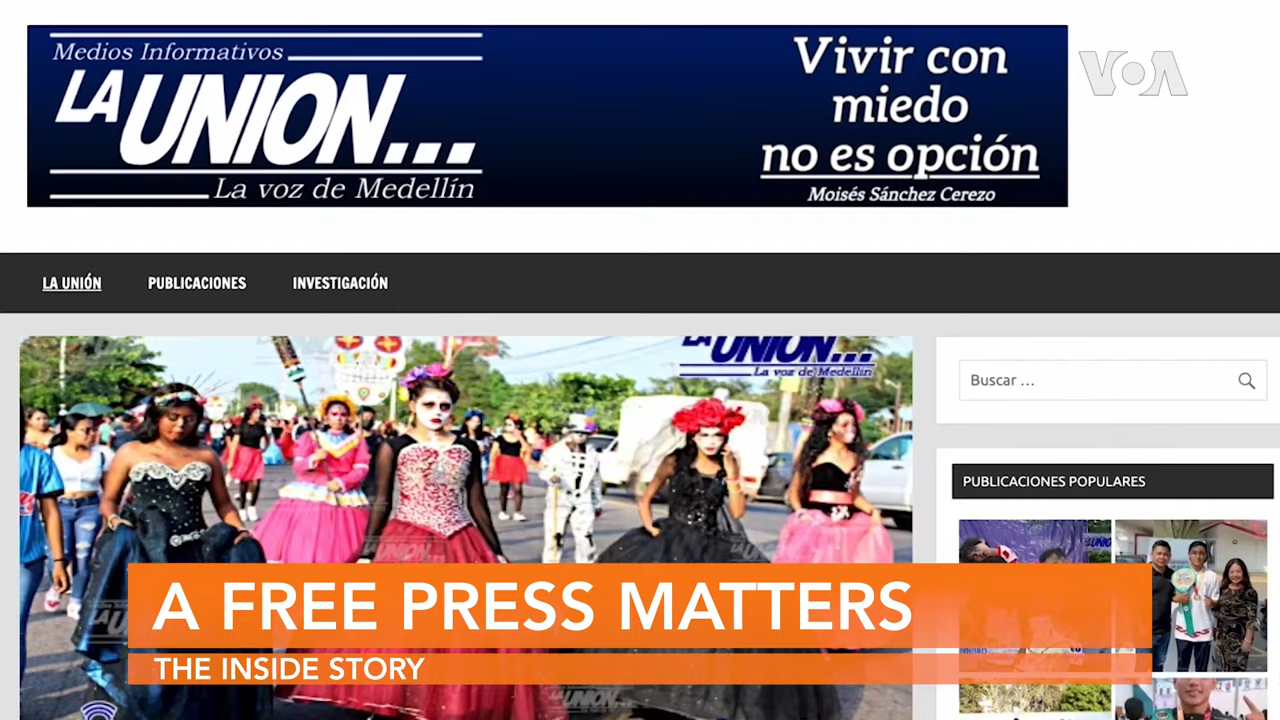 Medios Informativos
LA UNION...
La voz de Medellín
Vivir con
miedo
no es opción
Moisés Sánchez Cerezo
VOA
LA UNIÓN
PUBLICACIONES
INVESTIGACIÓN
LA UNION...
La voz de Medellín
Buscar ...
PUBLICACIONES POPULARES
A FREE PRESS MATTERS
THE INSIDE STORY